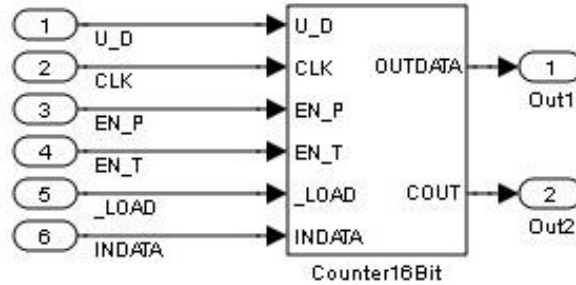 1
U_D
2
CLK
3
EN_P
4
EN_T
5
_LOAD
6
INDATA
U_D
CLK
EN_P
EN_T
_LOAD
INDATA
OUTDATA
COUT
Counter16Bit
1
Out1
2
Out2